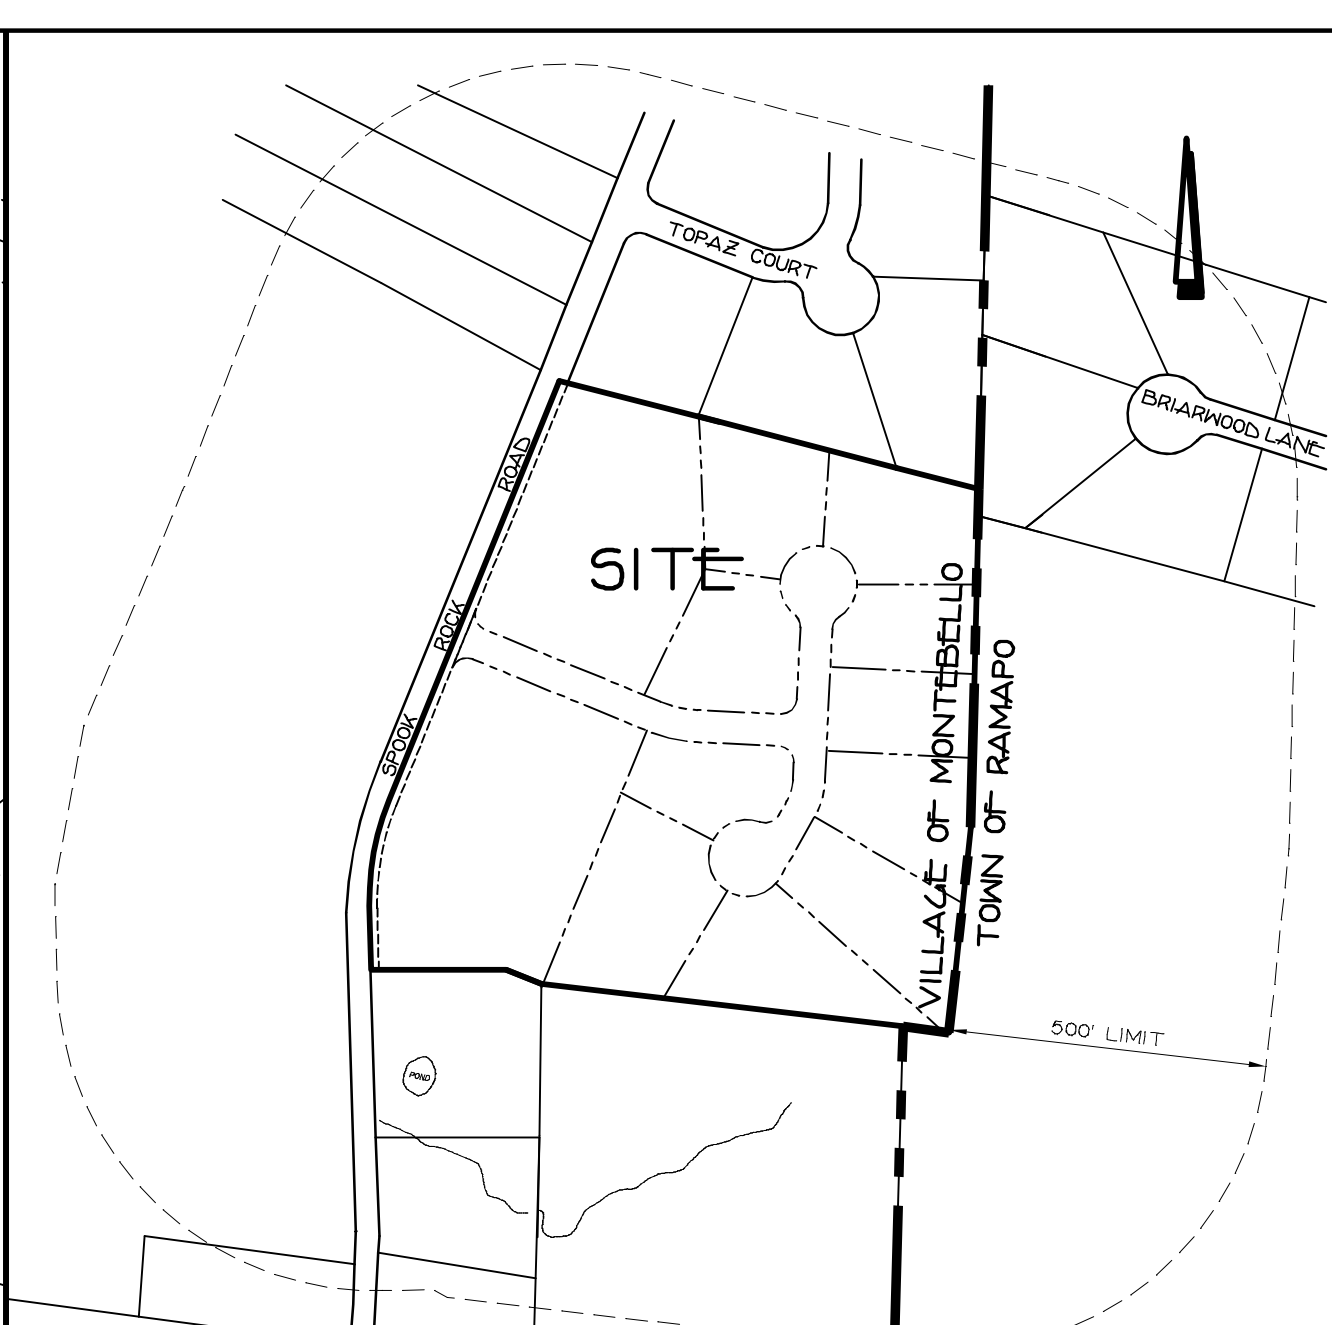 TOPAZ COURT
BRIARWOOD LANE
SPOOK ROCK ROAD
SITE
VILLAGE OF MONTEBELLO
TOWN OF RAMAPO
500' LIMIT
POND